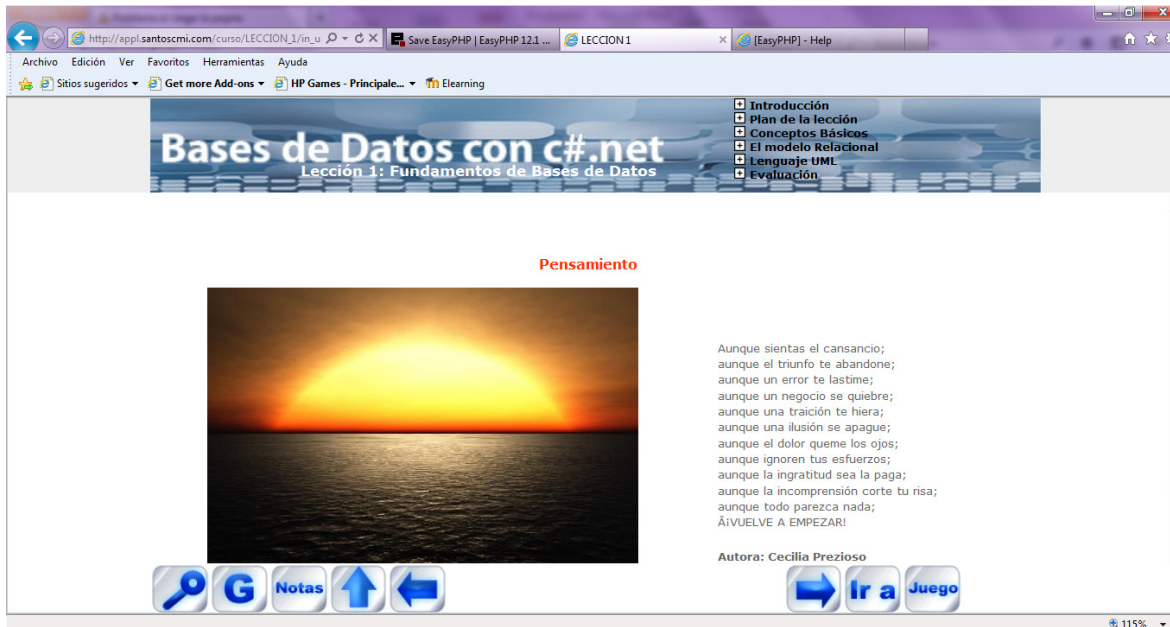 http://appl.santoscmi.com/curso/LECCION_1/in_u
Save EasyPHP | EasyPHP 12.1 ...
LECCION 1
[EasyPHP] - Help
Archivo Edición Ver Favoritos Herramientas Ayuda
Sitios sugeridos Get more Add-ons HP Games - Principale... Elearning
Introducción
Plan de la lección
Conceptos Básicos
El modelo Relacional
Lenguaje UML
Evaluación
Bases de Datos con c#.net
Lección 1: Fundamentos de Bases de Datos
Pensamiento
Aunque sientas el cansancio;
aunque el triunfo te abandone;
aunque un error te lastime;
aunque un negocio se quiebre;
aunque una traición te hiera;
aunque una ilusión se apague;
aunque el dolor queme los ojos;
aunque ignoren tus esfuerzos;
aunque la ingratitud sea la paga;
aunque la incomprensión corte tu risa;
aunque todo parezca nada;
Â¡VUELVE A EMPEZAR!
Autora: Cecilia Prezioso
G Notas Ir a Juego
115%